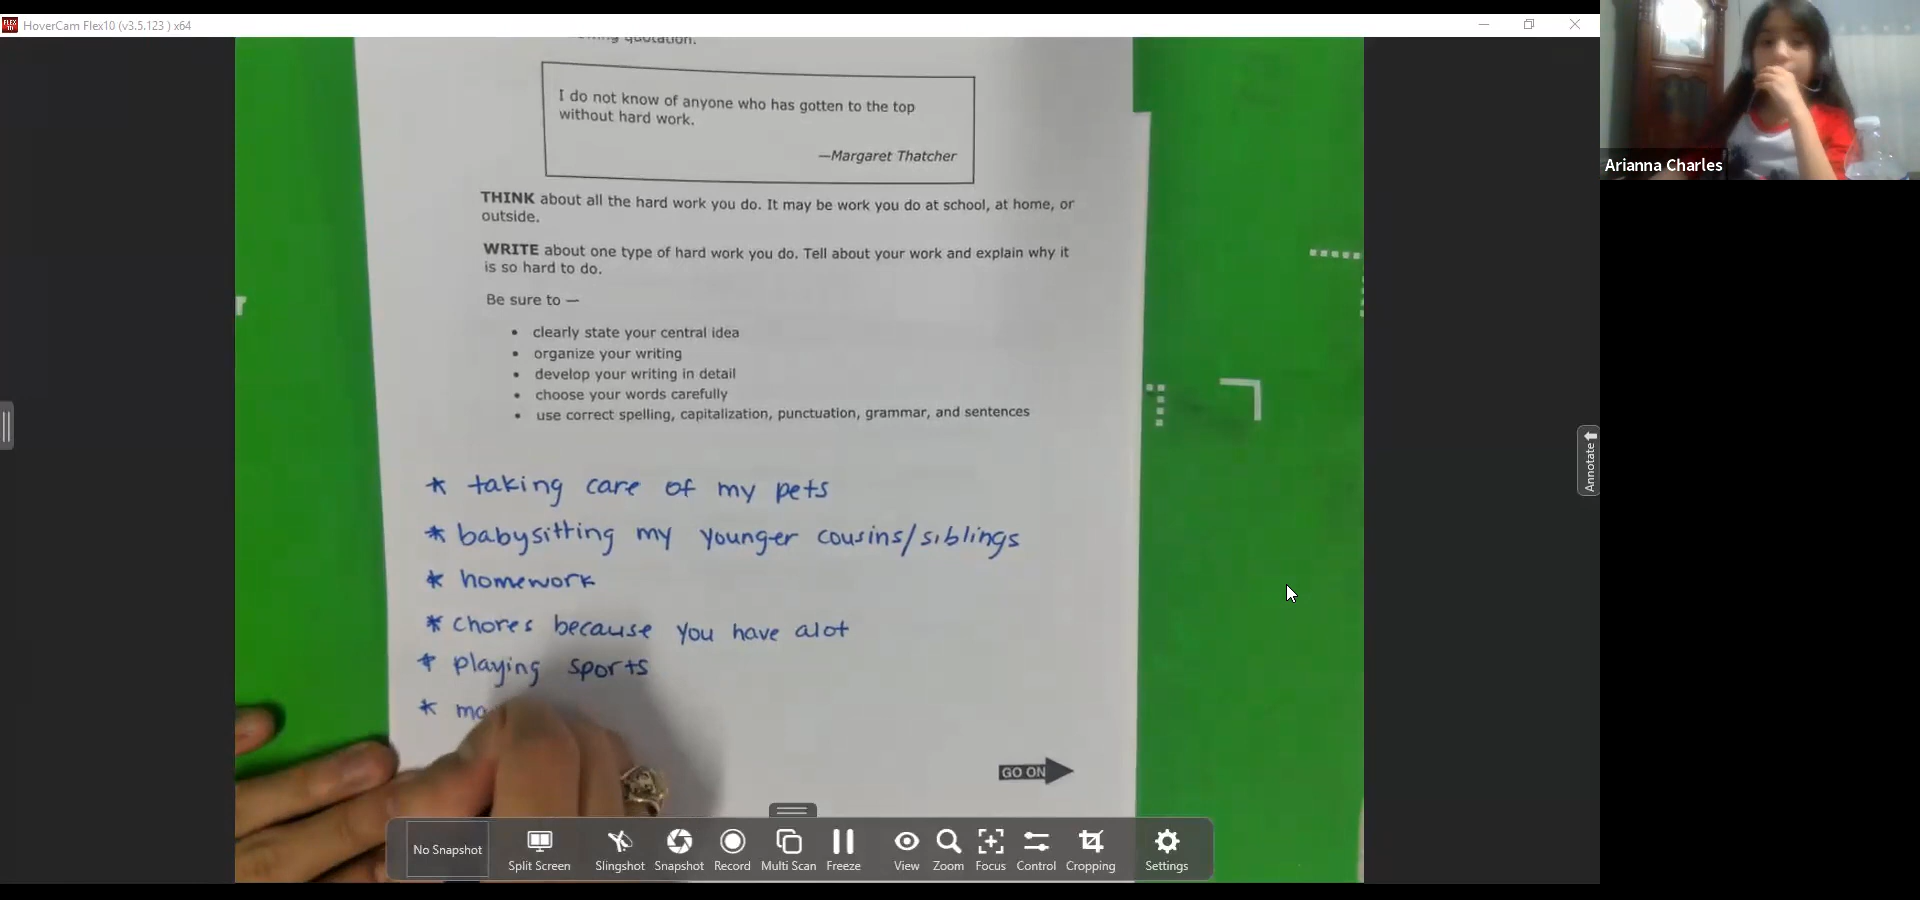 HoverCam Flex10 (v3.5.123 ) x64
quotation.
I do not know of anyone who has gotten to the top
without hard work.
—Margaret Thatcher
THINK about all the hard work you do. It may be work you do at school, at home, or
outside.
WRITE about one type of hard work you do. Tell about your work and explain why it
is so hard to do.
Be sure to —
• clearly state your central idea
• organize your writing
• develop your writing in detail
• choose your words carefully
• use correct spelling, capitalization, punctuation, grammar, and sentences
* taking care of my pets
* babysitting my younger cousins/siblings
* homework
* chores because you have alot
* playing sports
* ma
GO ON
No Snapshot
Split Screen
Slingshot
Snapshot
Record
Multi Scan
Freeze
View
Zoom
Focus
Control
Cropping
Settings
Annotate
Arianna Charles